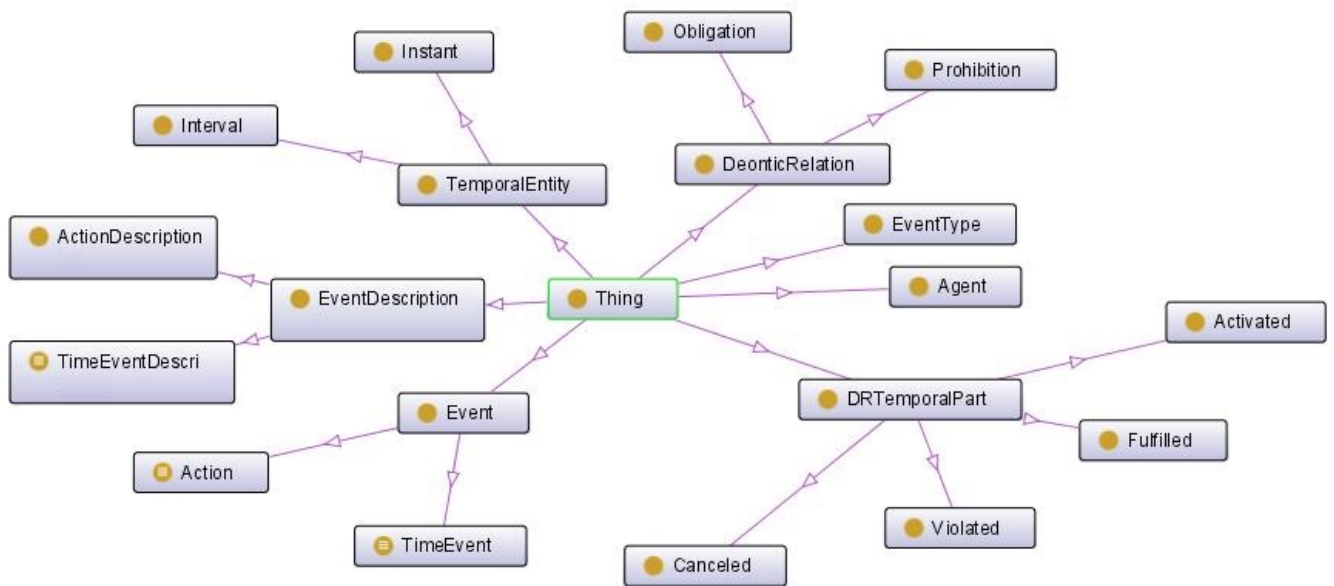 Obligation
Instant
Prohibition
Interval
DeonticRelation
TemporalEntity
EventType
ActionDescription
Agent
Thing
EventDescription
Activated
TimeEventDescri
DRTemporalPart
Event
Fulfilled
Action
Violated
TimeEvent
Canceled